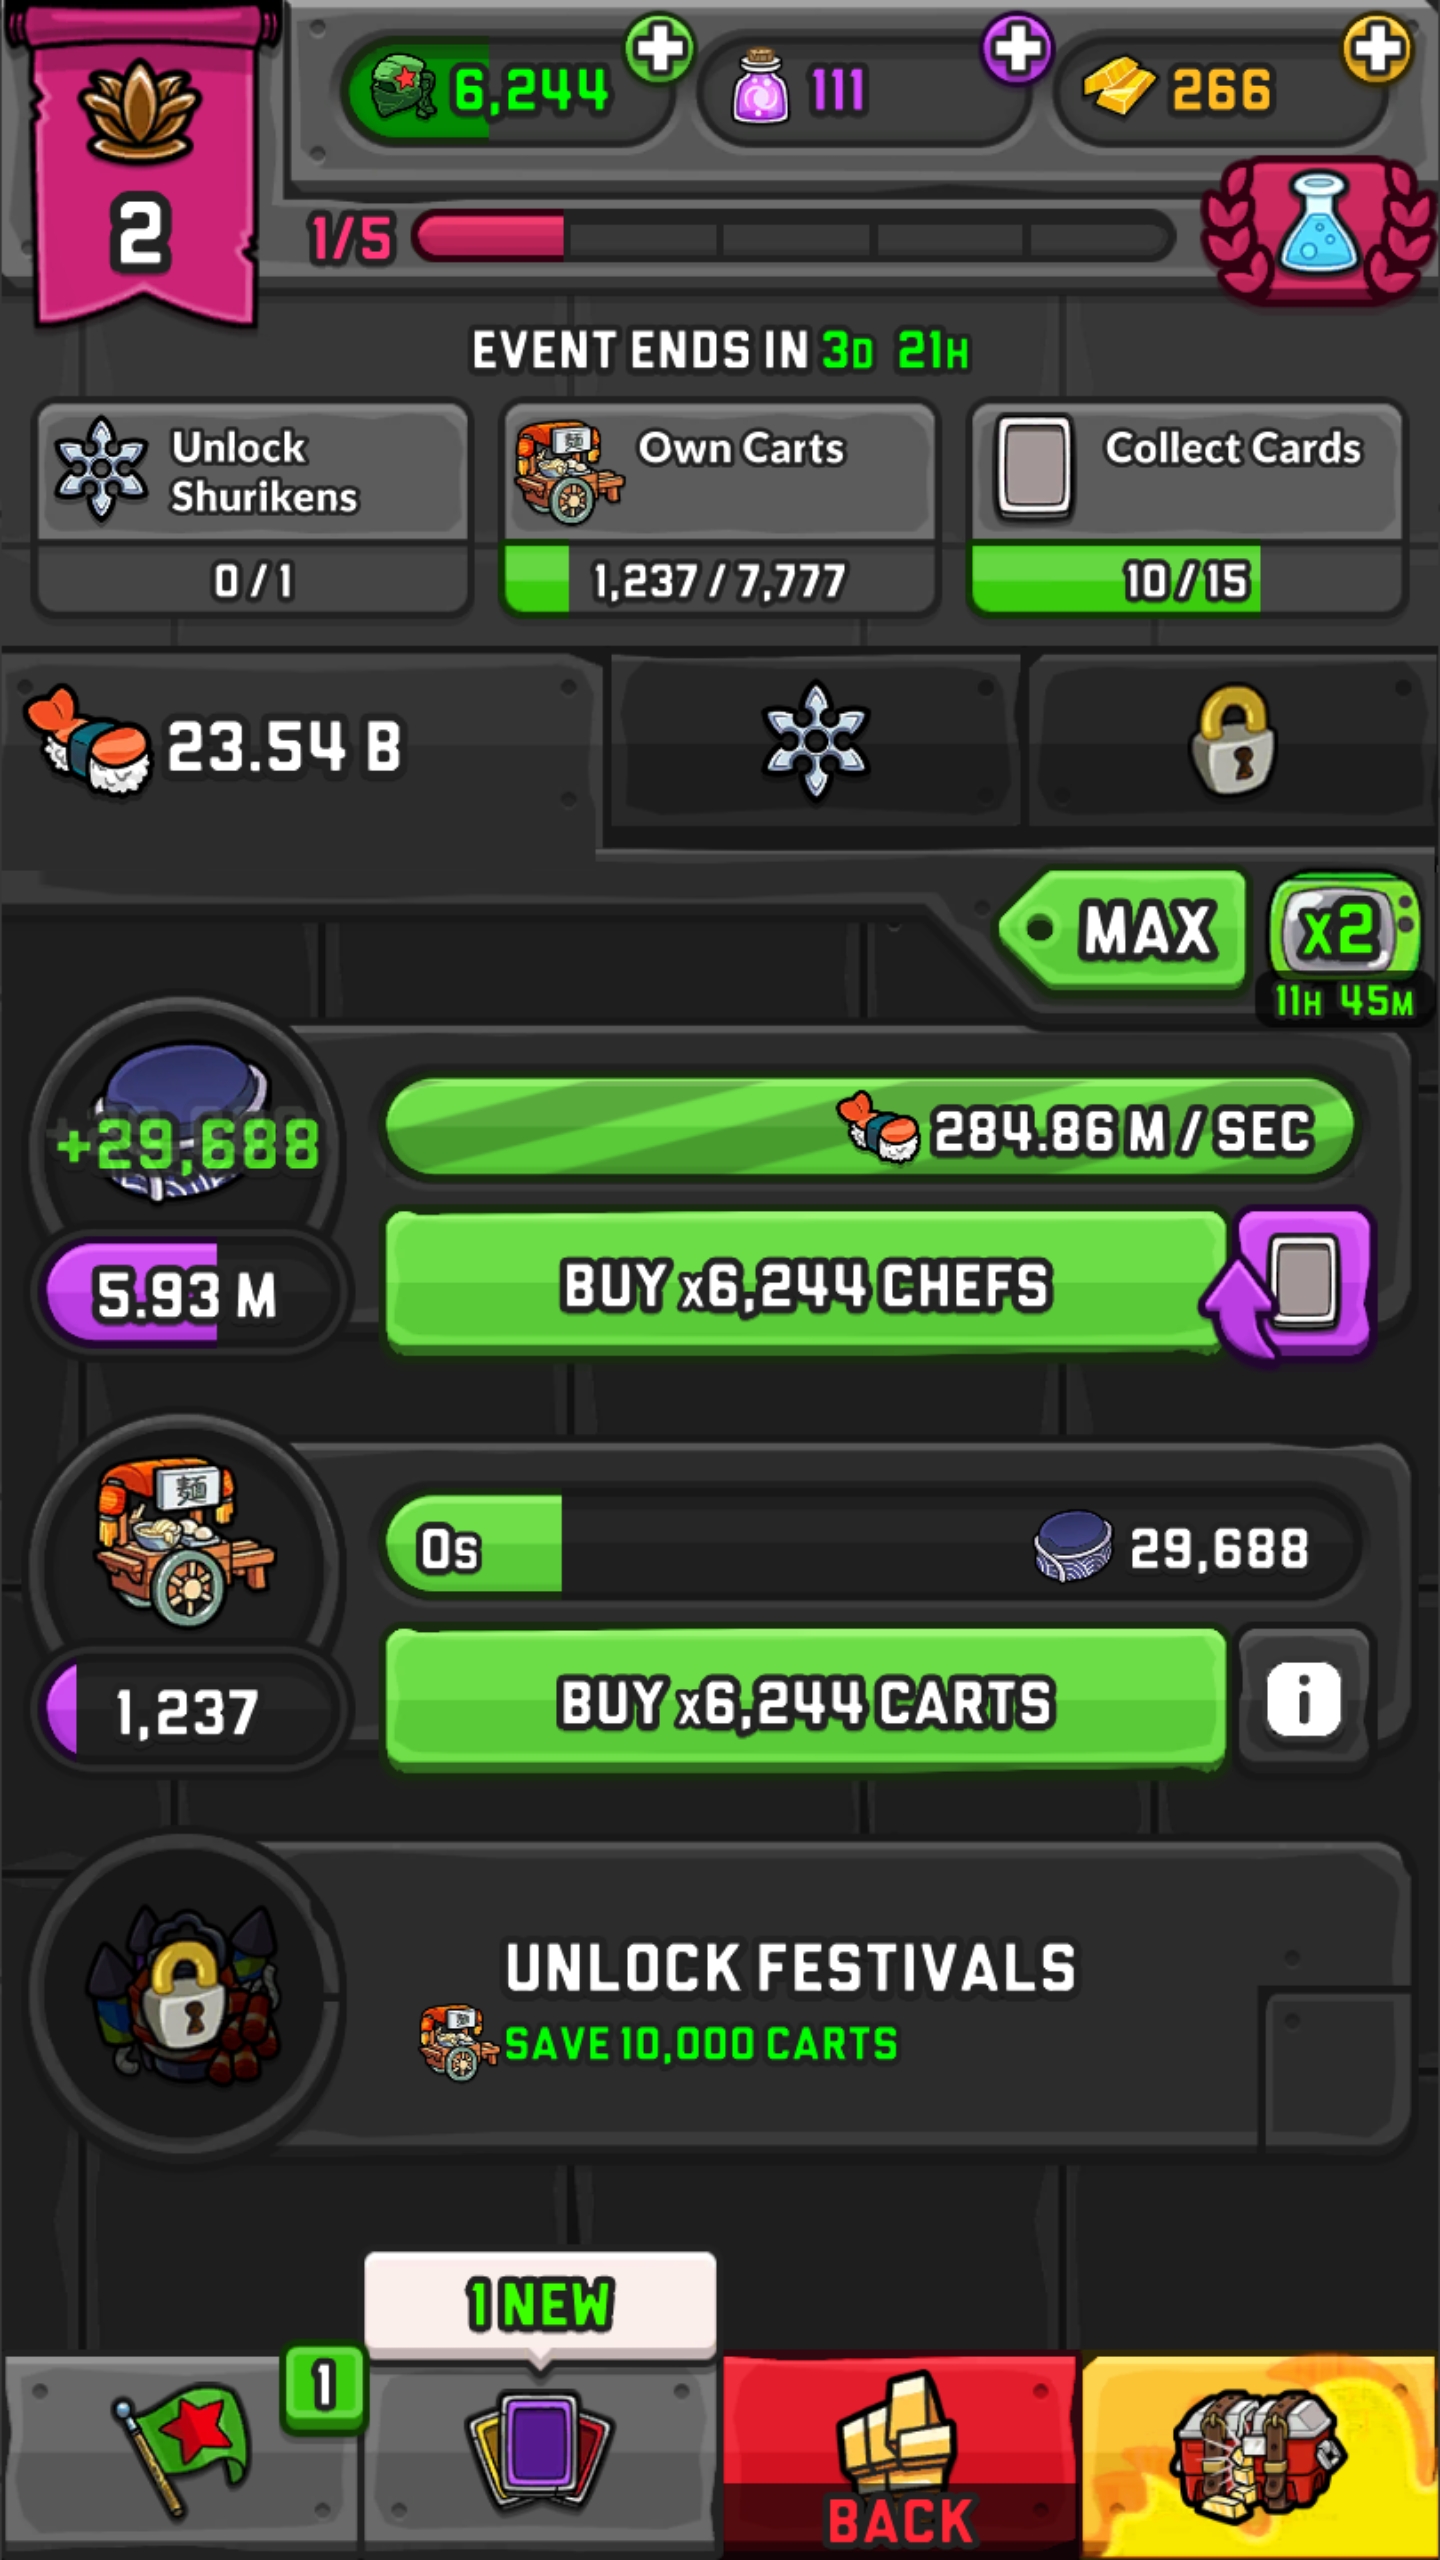 6,244
111
266
2
1/5
EVENT ENDS IN 3D 21H
Unlock
Shurikens
0 / 1
Own Carts
1,237 / 7,777
Collect Cards
10 / 15
23.54 B
MAX
x2
11H 45M
+29,688
284.86 M / SEC
5.93 M
BUY x6,244 CHEFS
麺
0s
29,688
1,237
BUY x6,244 CARTS
i
UNLOCK FESTIVALS
SAVE 10,000 CARTS
1 NEW
1
BACK